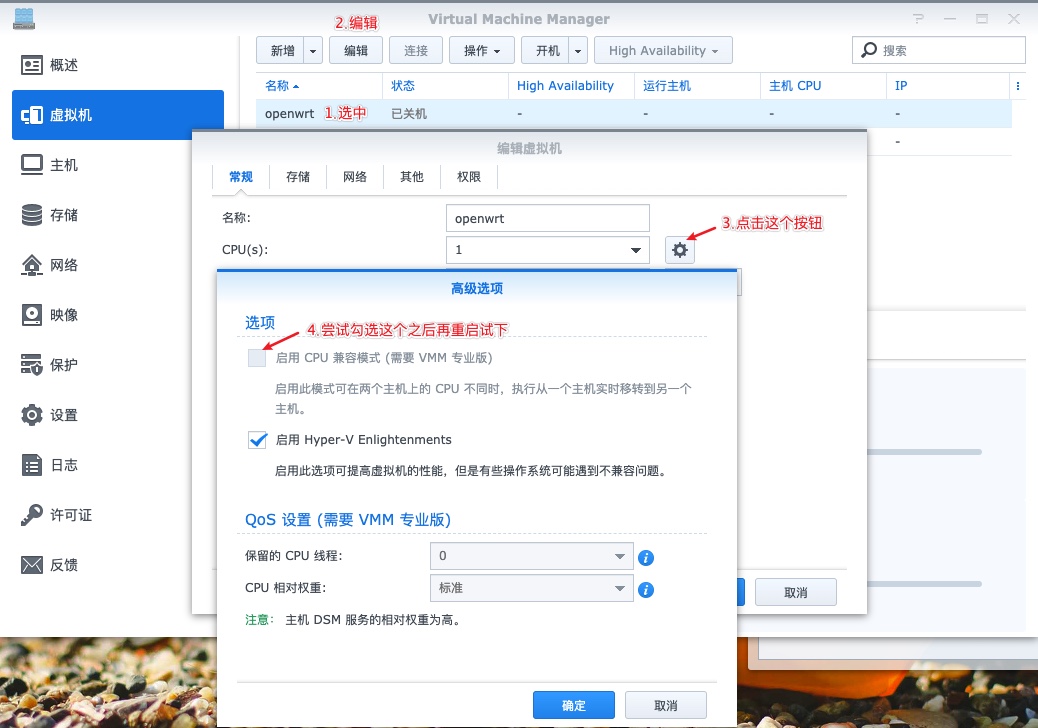 2.编辑
Virtual Machine Manager
新增
编辑
连接
操作
开机
High Availability
搜索
概述
虚拟机
主机
存储
网络
映像
保护
设置
日志
许可证
反馈
名称
状态
High Availability
运行主机
主机 CPU
IP
openwrt
1.选中
已关机
-
-
-
-
-
编辑虚拟机
常规
存储
网络
其他
权限
名称:
openwrt
3.点击这个按钮
CPU(s):
1
高级选项
选项
4.尝试勾选这个之后再重启试下
启用 CPU 兼容模式 (需要 VMM 专业版)
启用此模式可在两个主机上的 CPU 不同时，执行从一个主机实时移转到另一个
主机。
启用 Hyper-V Enlightenments
启用此选项可提高虚拟机的性能，但是有些操作系统可能遇到不兼容问题。
QoS 设置 (需要 VMM 专业版)
保留的 CPU 线程:
0
CPU 相对权重:
标准
注意: 主机 DSM 服务的相对权重为高。
取消
确定
取消